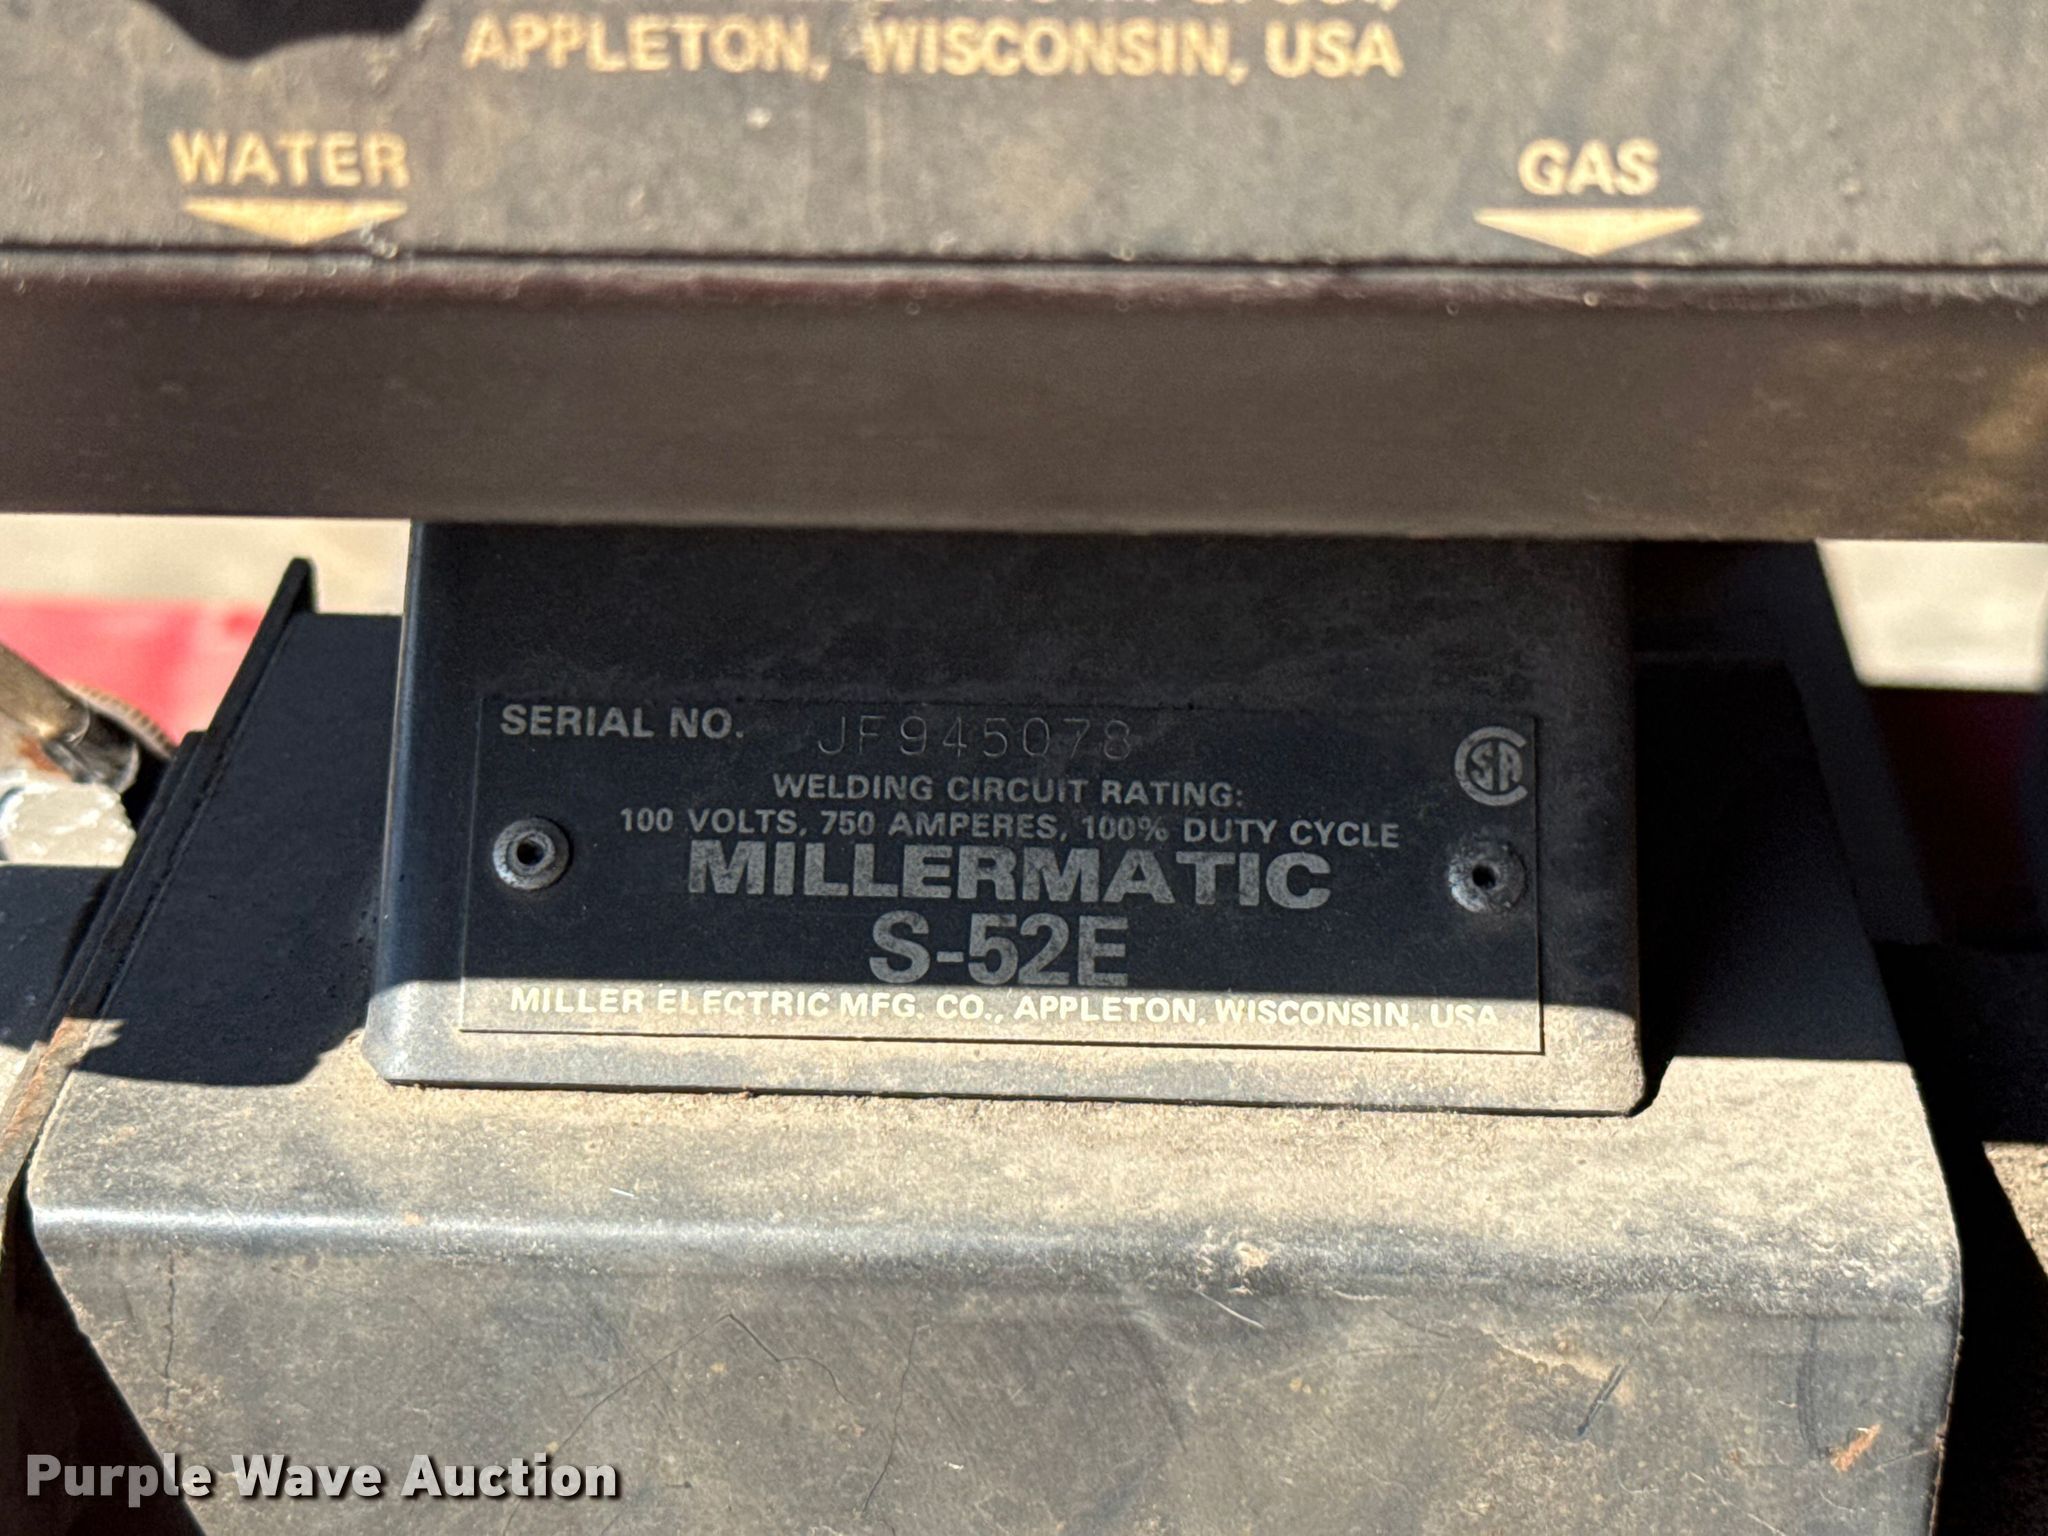 APPLETON, WISCONSIN, USA
WATER
GAS
SERIAL NO. JF945078
WELDING CIRCUIT RATING:
100 VOLTS, 750 AMPERES, 100% DUTY CYCLE
MILLERMATIC
S-52E
MILLER ELECTRIC MFG. CO., APPLETON, WISCONSIN, USA
Purple Wave Auction